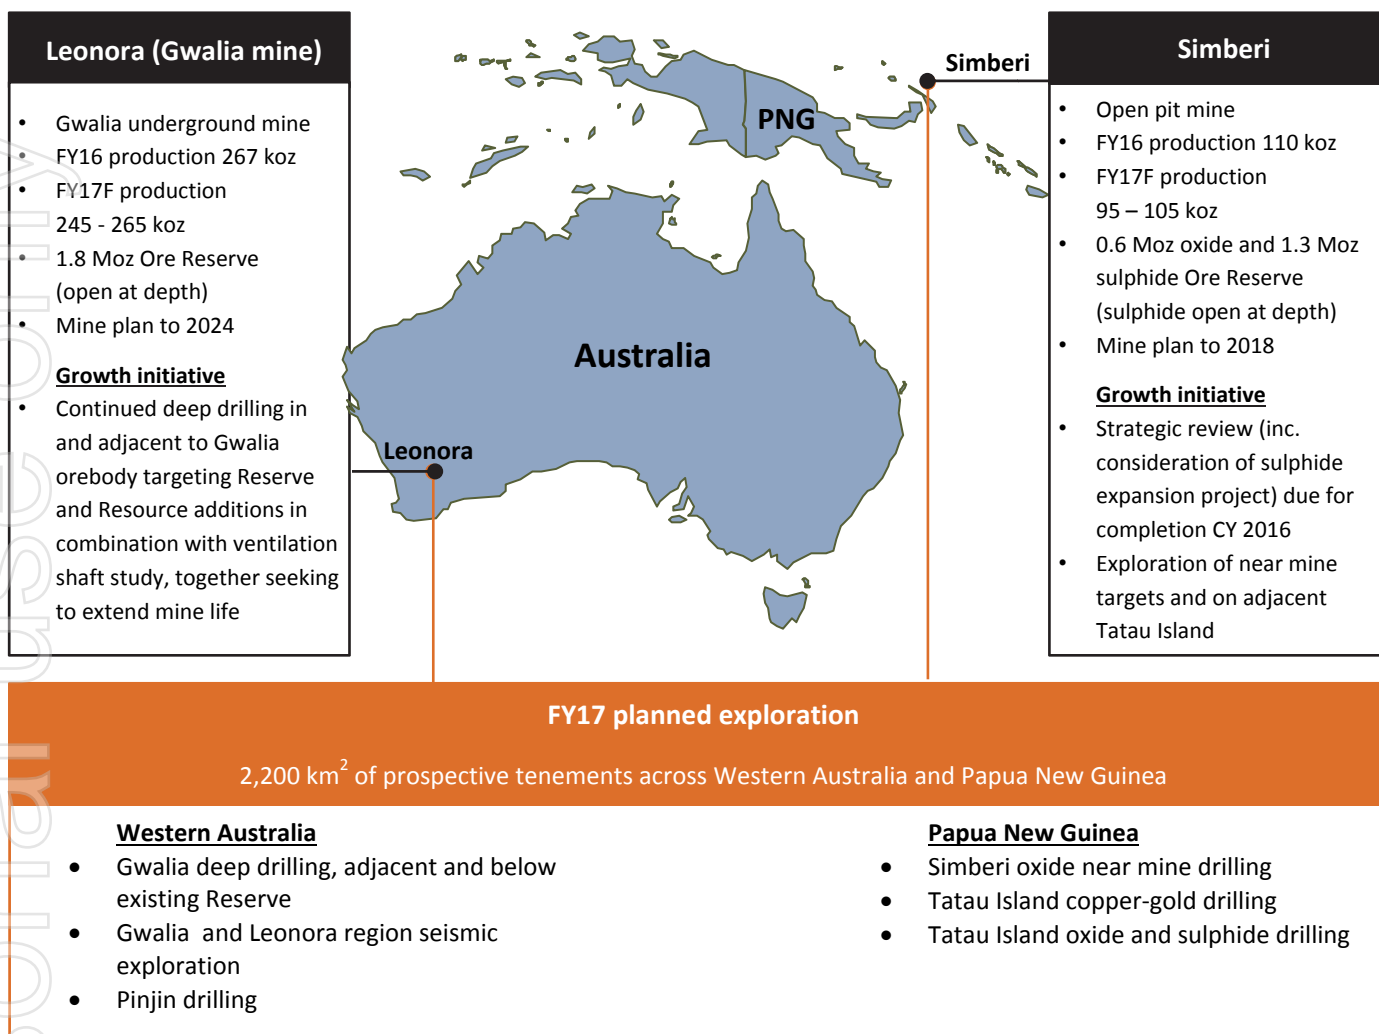 Leonora (Gwalia mine)
• Gwalia underground mine
• FY16 production 267 koz
• FY17F production
245 - 265 koz
• 1.8 Moz Ore Reserve
(open at depth)
• Mine plan to 2024
Growth initiative
• Continued deep drilling in
and adjacent to Gwalia
orebody targeting Reserve
and Resource additions in
combination with ventilation
shaft study, together seeking
to extend mine life
Simberi
PNG
Australia
Leonora
Simberi
• Open pit mine
• FY16 production 110 koz
• FY17F production
95 – 105 koz
• 0.6 Moz oxide and 1.3 Moz
sulphide Ore Reserve
(sulphide open at depth)
• Mine plan to 2018
Growth initiative
• Strategic review (inc.
consideration of sulphide
expansion project) due for
completion CY 2016
• Exploration of near mine
targets and on adjacent
Tatau Island
FY17 planned exploration
2,200 km² of prospective tenements across Western Australia and Papua New Guinea
Western Australia
• Gwalia deep drilling, adjacent and below
existing Reserve
• Gwalia and Leonora region seismic
exploration
• Pinjin drilling
Papua New Guinea
• Simberi oxide near mine drilling
• Tatau Island copper-gold drilling
• Tatau Island oxide and sulphide drilling